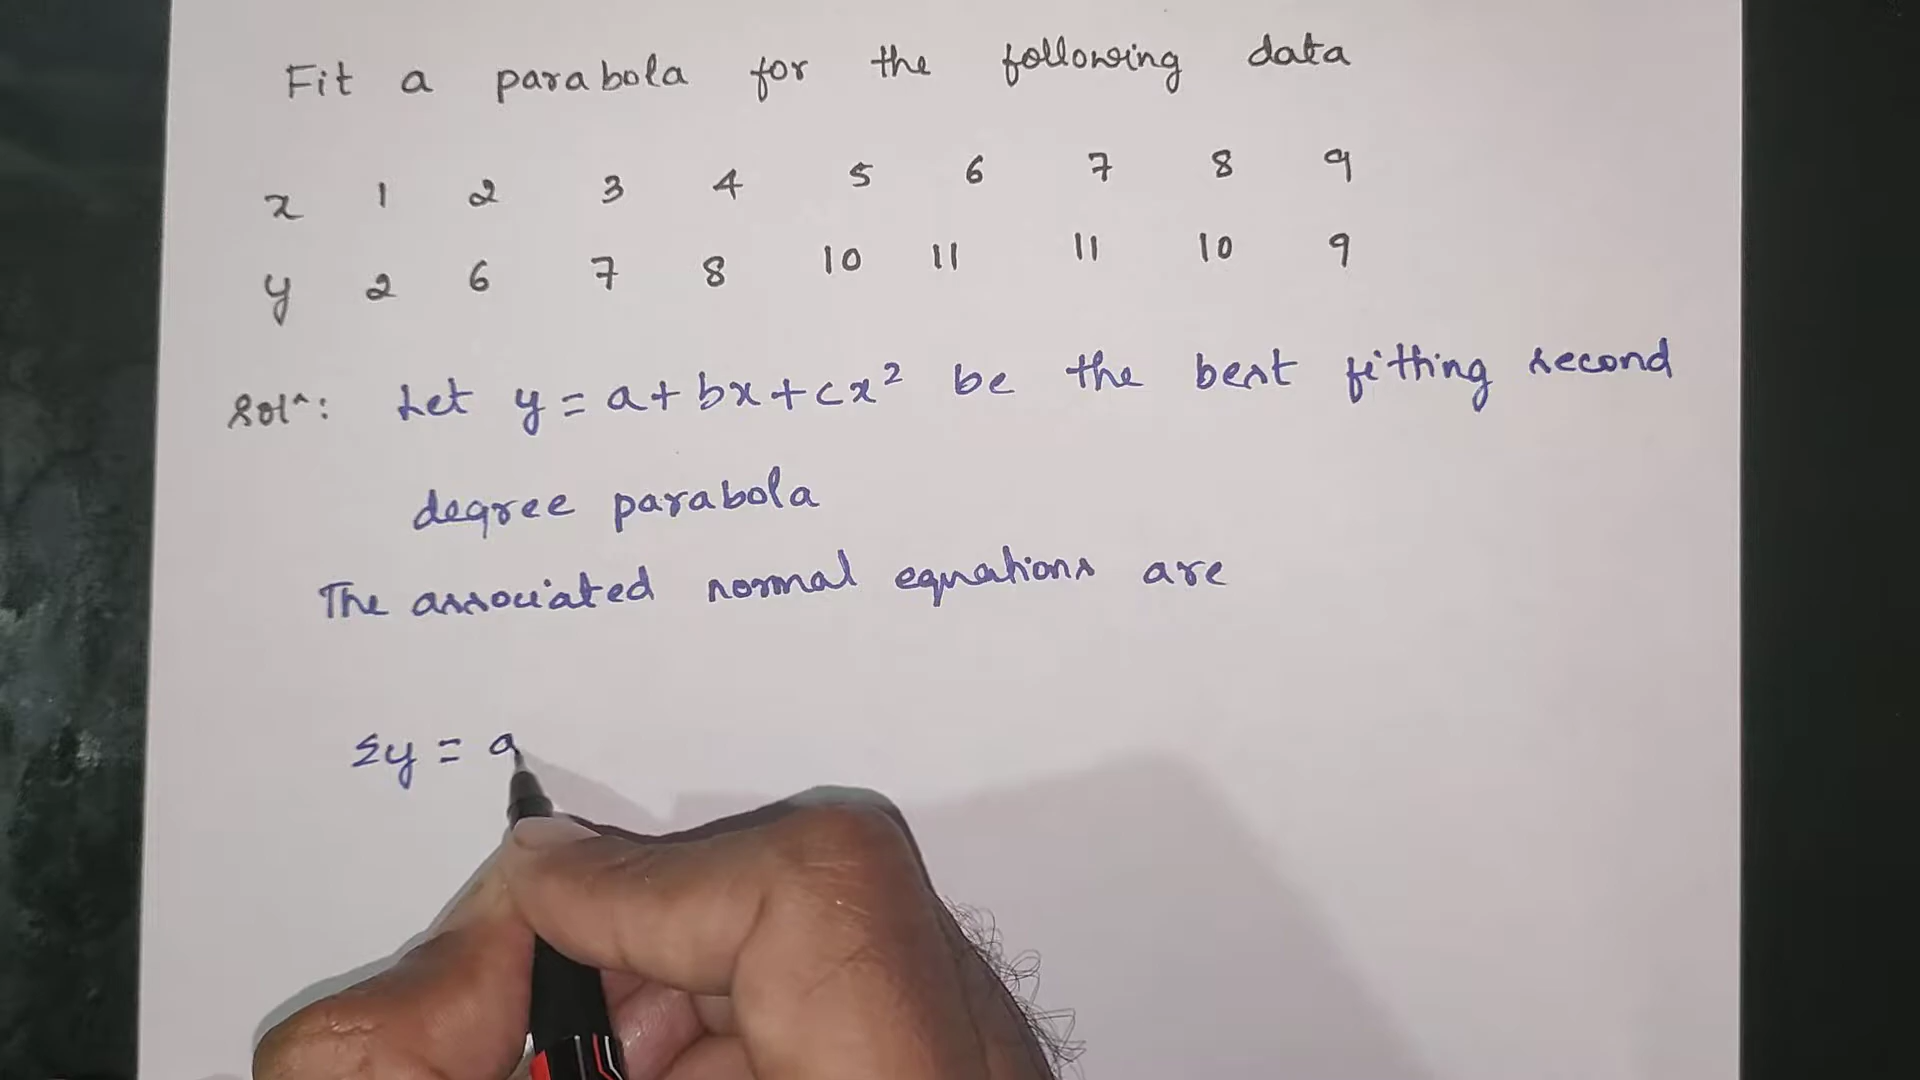 Fit a parabola for the following data
x 1 2 3 4 5 6 7 8 9
y 2 6 7 8 10 11 11 10 9
Solⁿ: Let y = a + bx + cx² be the best fitting second
degree parabola
The associated normal equations are
Σy = a